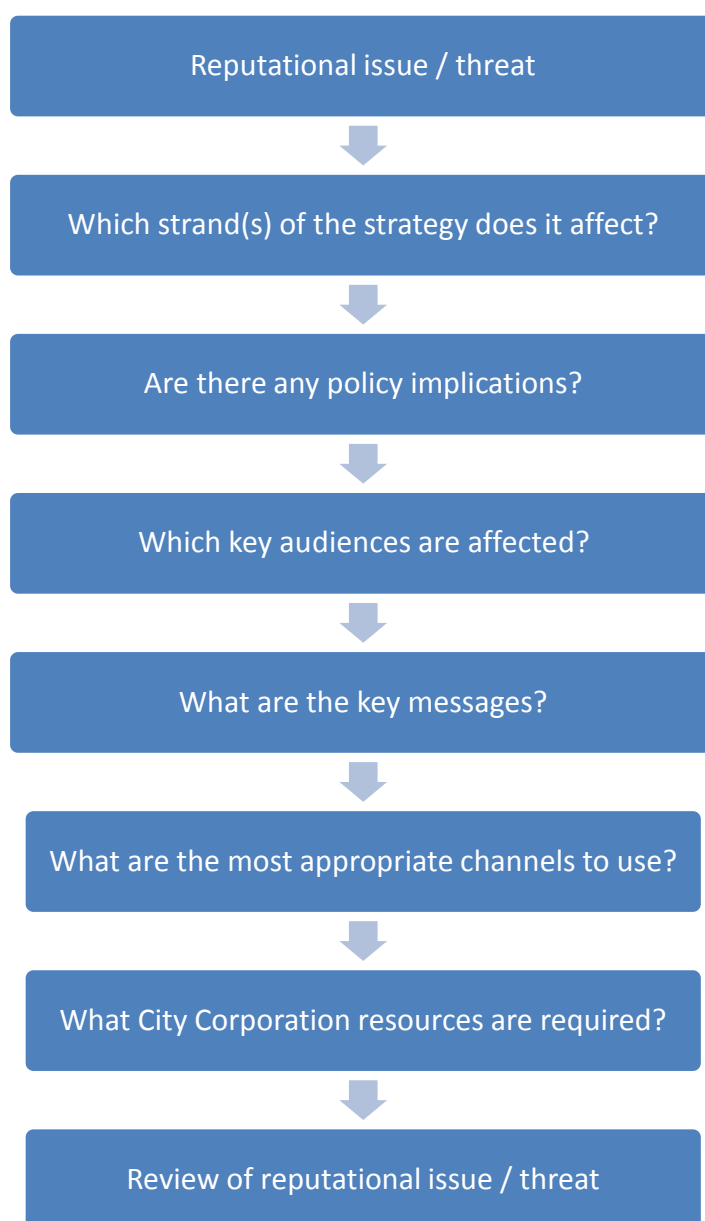 Reputational issue / threat
Which strand(s) of the strategy does it affect?
Are there any policy implications?
Which key audiences are affected?
What are the key messages?
What are the most appropriate channels to use?
What City Corporation resources are required?
Review of reputational issue / threat